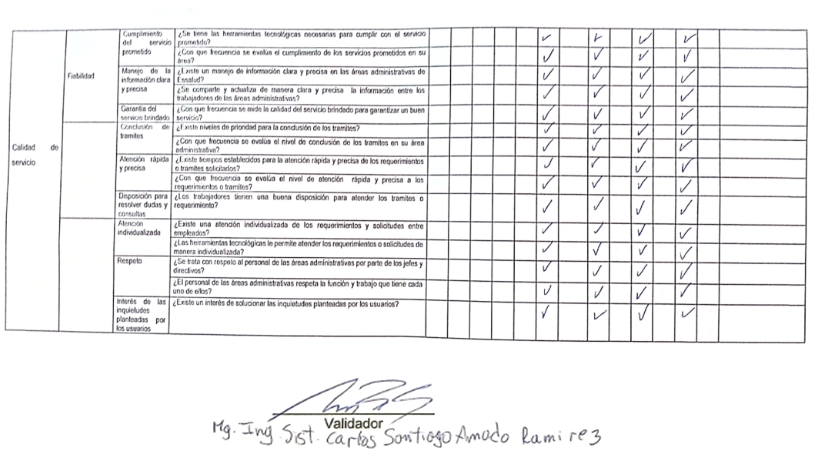 Calidad de servicio
Fiabilidad
Cumplimiento del servicio prometido
¿Se tiene las herramientas tecnológicas necesarias para cumplir con el servicio prometido?
¿Con que frecuencia se evalúa el cumplimiento de los servicios prometidos en su área?
Manejo de la información clara y precisa
¿Existe un manejo de información clara y precisa en las áreas administrativas de Essalud?
¿Se comparte y actualiza de manera clara y precisa la información entre los trabajadores de las áreas administrativas?
Garantía del servicio brindado
¿Con que frecuencia se mide la calidad del servicio brindado para garantizar un buen servicio?
Conclusión de tramites
¿Existe niveles de prioridad para la conclusión de los tramites?
¿Con que frecuencia se evalúa el nivel de conclusión de los tramites en su área administrativa?
Atención rápida y precisa
¿Existe tiempos establecidos para la atención rápida y precisa de los requerimientos o tramites solicitados?
¿Con que frecuencia se evalúa el nivel de atención rápida y precisa a los requerimientos o tramites?
Disposición para resolver dudas y consultas
¿Los trabajadores tienen una buena disposición para atender los tramites o requerimiento?
Atención individualizada
¿Existe una atención individualizada de los requerimientos y solicitudes entre empleados?
¿Las herramientas tecnológicas le permite atender los requerimientos o solicitudes de manera individualizada?
Respeto
¿Se trata con respeto al personal de las áreas administrativas por parte de los jefes y directivos?
¿El personal de las áreas administrativas respeta la función y trabajo que tiene cada uno de ellos?
Interés de las inquietudes planteadas por los usuarios
¿Existe un interés de solucionar las inquietudes planteadas por los usuarios?
Validador
Mg. Ing. Sist. Carlos Santiago Amado Ramirez